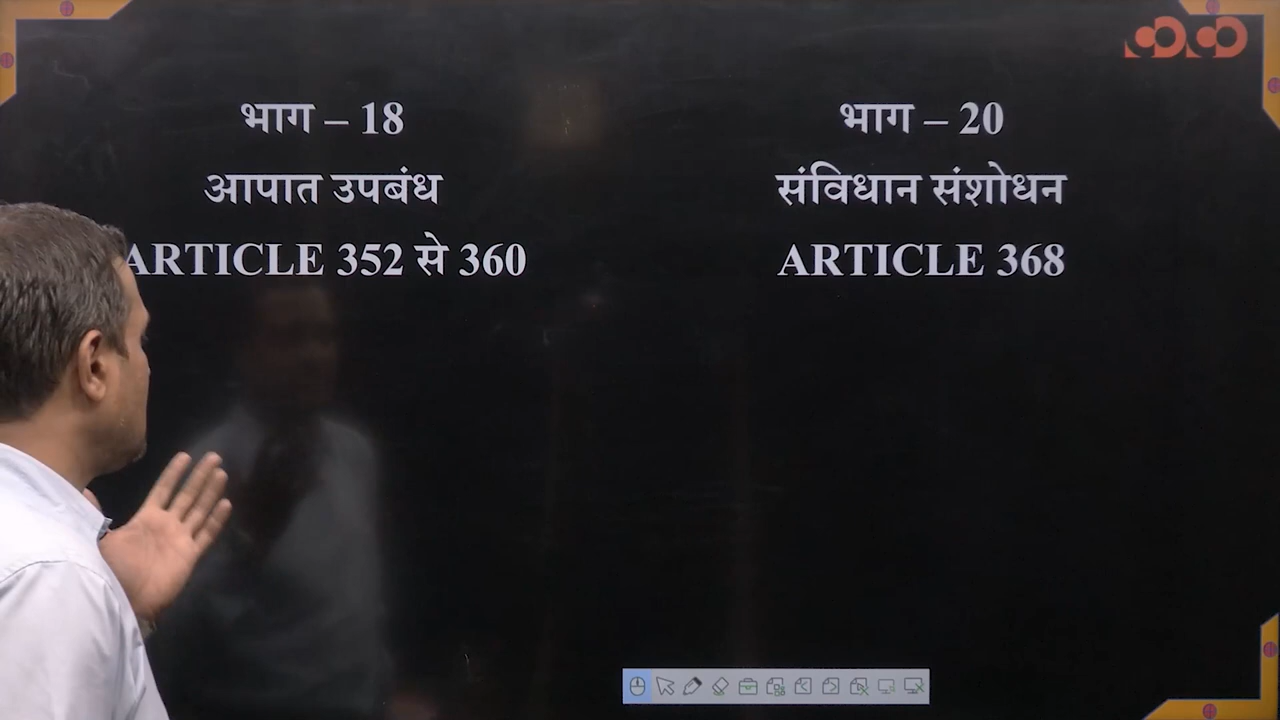 भाग – 18
आपात उपबंध
ARTICLE 352 से 360
भाग – 20
संविधान संशोधन
ARTICLE 368